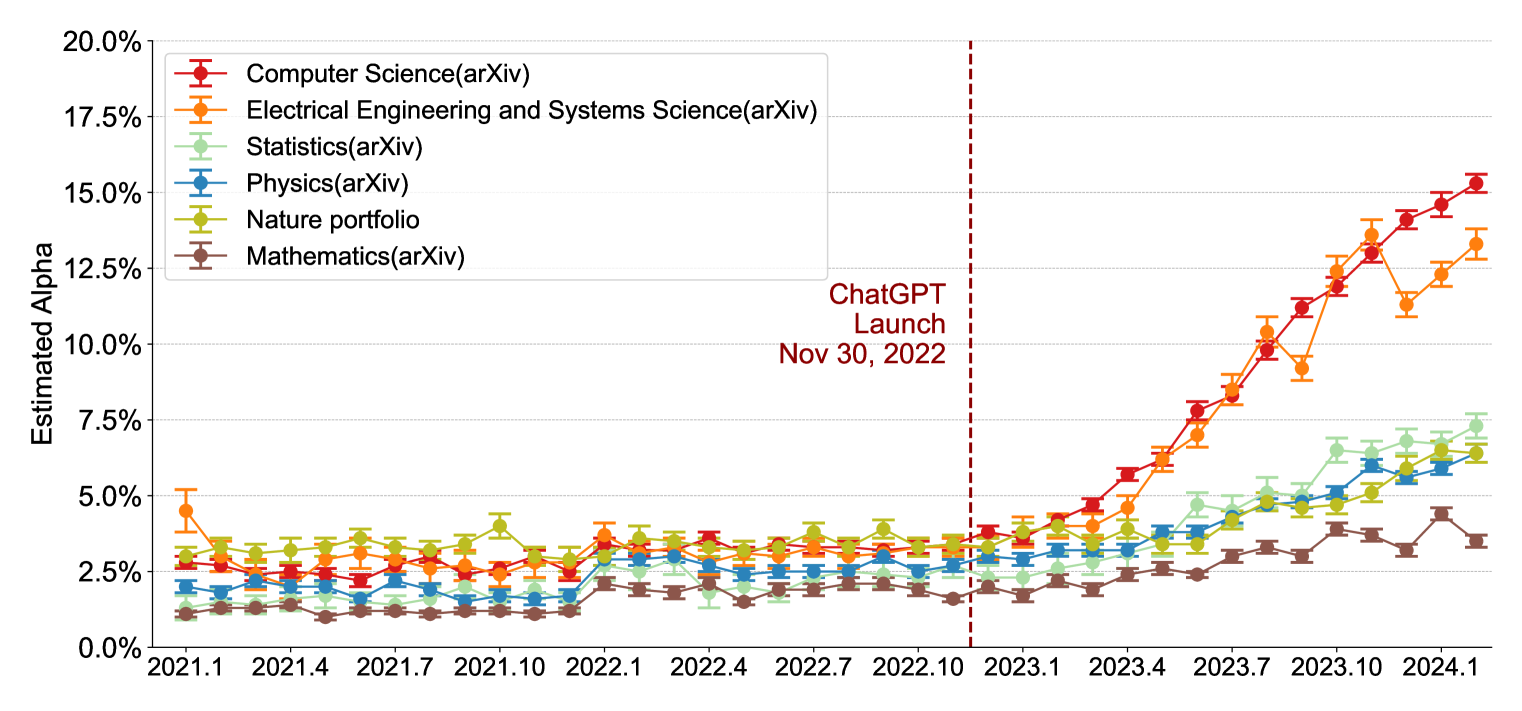 20.0%
17.5%
15.0%
12.5%
10.0%
7.5%
5.0%
2.5%
0.0%
Estimated Alpha
Computer Science(arXiv)
Electrical Engineering and Systems Science(arXiv)
Statistics(arXiv)
Physics(arXiv)
Nature portfolio
Mathematics(arXiv)
ChatGPT
Launch
Nov 30, 2022
2021.1 2021.4 2021.7 2021.10 2022.1 2022.4 2022.7 2022.10 2023.1 2023.4 2023.7 2023.10 2024.1